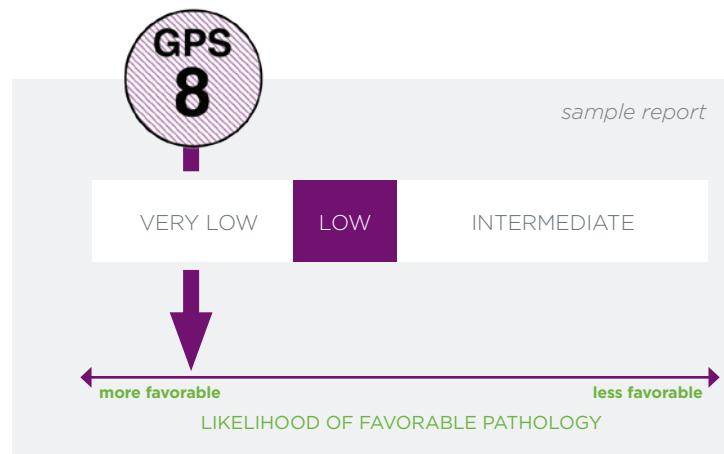 GPS
8
sample report
VERY LOW LOW INTERMEDIATE
more favorable less favorable
LIKELIHOOD OF FAVORABLE PATHOLOGY